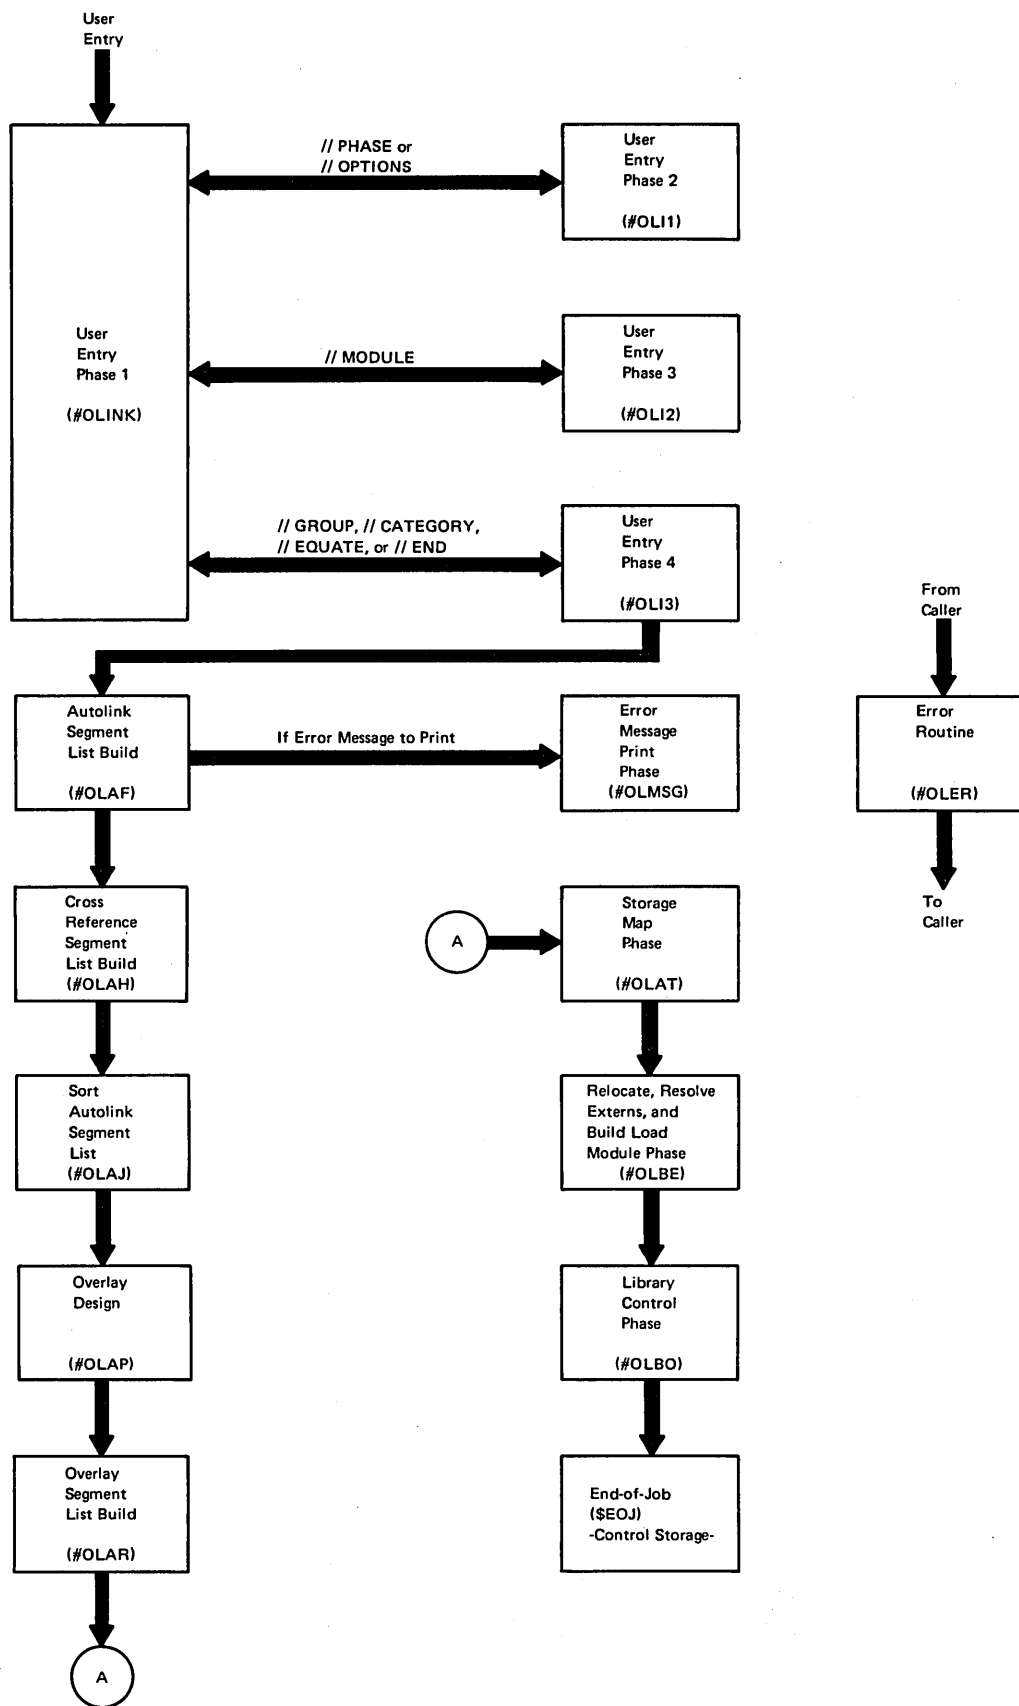 User
Entry
// PHASE or
// OPTIONS
User
Entry
Phase 2
(#OLI1)
User
Entry
Phase 1
(#OLINK)
// MODULE
User
Entry
Phase 3
(#OLI2)
// GROUP, // CATEGORY,
// EQUATE, or // END
User
Entry
Phase 4
(#OLI3)
From
Caller
Autolink
Segment
List Build
(#OLAF)
If Error Message to Print
Error
Message
Print
Phase
(#OLMSG)
Error
Routine
(#OLER)
To
Caller
Cross
Reference
Segment
List Build
(#OLAH)
A
Storage
Map
Phase
(#OLAT)
Sort
Autolink
Segment
List
(#OLAJ)
Relocate, Resolve
Externs, and
Build Load
Module Phase
(#OLBE)
Overlay
Design
(#OLAP)
Library
Control
Phase
(#OLBO)
Overlay
Segment
List Build
(#OLAR)
End-of-Job
($EOJ)
-Control Storage-
A